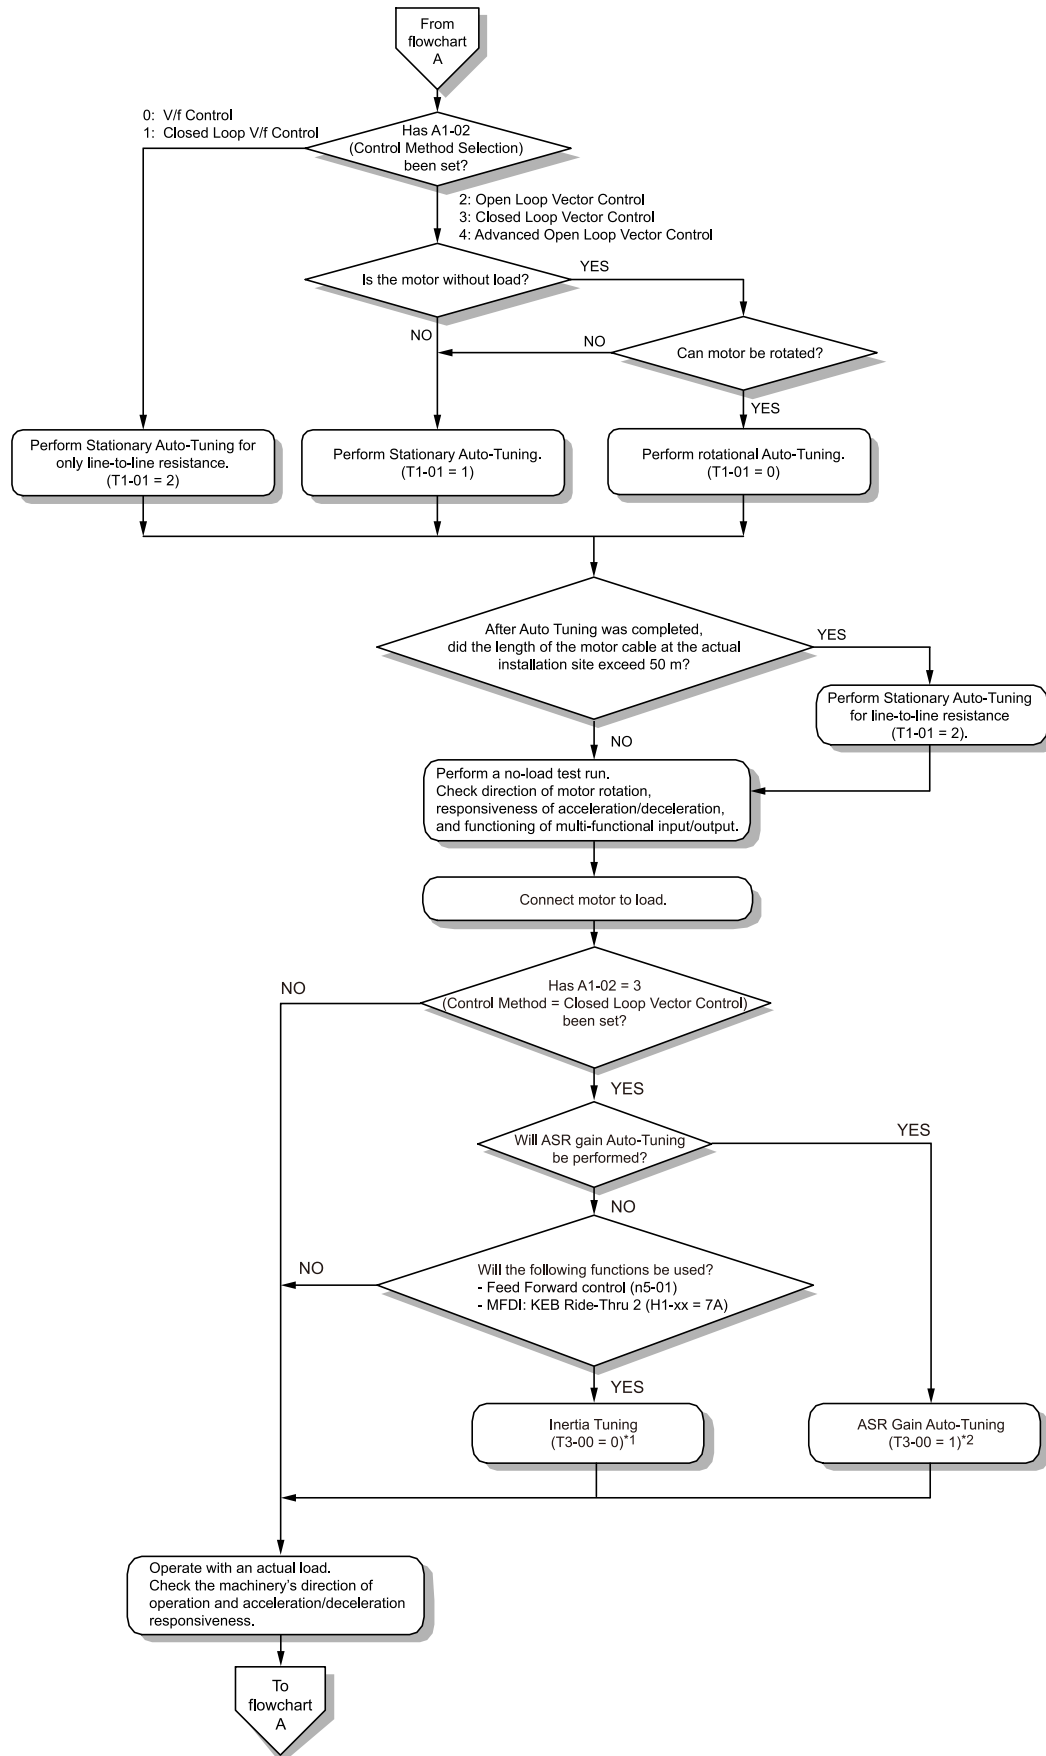 From
flowchart
A
0: V/f Control
1: Closed Loop V/f Control
Has A1-02
(Control Method Selection)
been set?
2: Open Loop Vector Control
3: Closed Loop Vector Control
4: Advanced Open Loop Vector Control
Is the motor without load?
YES
NO
NO
Can motor be rotated?
YES
Perform Stationary Auto-Tuning for
only line-to-line resistance.
(T1-01 = 2)
Perform Stationary Auto-Tuning.
(T1-01 = 1)
Perform rotational Auto-Tuning.
(T1-01 = 0)
After Auto Tuning was completed,
did the length of the motor cable at the actual
installation site exceed 50 m?
YES
Perform Stationary Auto-Tuning
for line-to-line resistance
(T1-01 = 2).
NO
Perform a no-load test run.
Check direction of motor rotation,
responsiveness of acceleration/deceleration,
and functioning of multi-functional input/output.
Connect motor to load.
NO
Has A1-02 = 3
(Control Method = Closed Loop Vector Control)
been set?
YES
Will ASR gain Auto-Tuning
be performed?
YES
NO
NO
Will the following functions be used?
- Feed Forward control (n5-01)
- MFDI: KEB Ride-Thru 2 (H1-xx = 7A)
YES
Inertia Tuning
(T3-00 = 0)*1
ASR Gain Auto-Tuning
(T3-00 = 1)*2
Operate with an actual load.
Check the machinery's direction of
operation and acceleration/deceleration
responsiveness.
To
flowchart
A